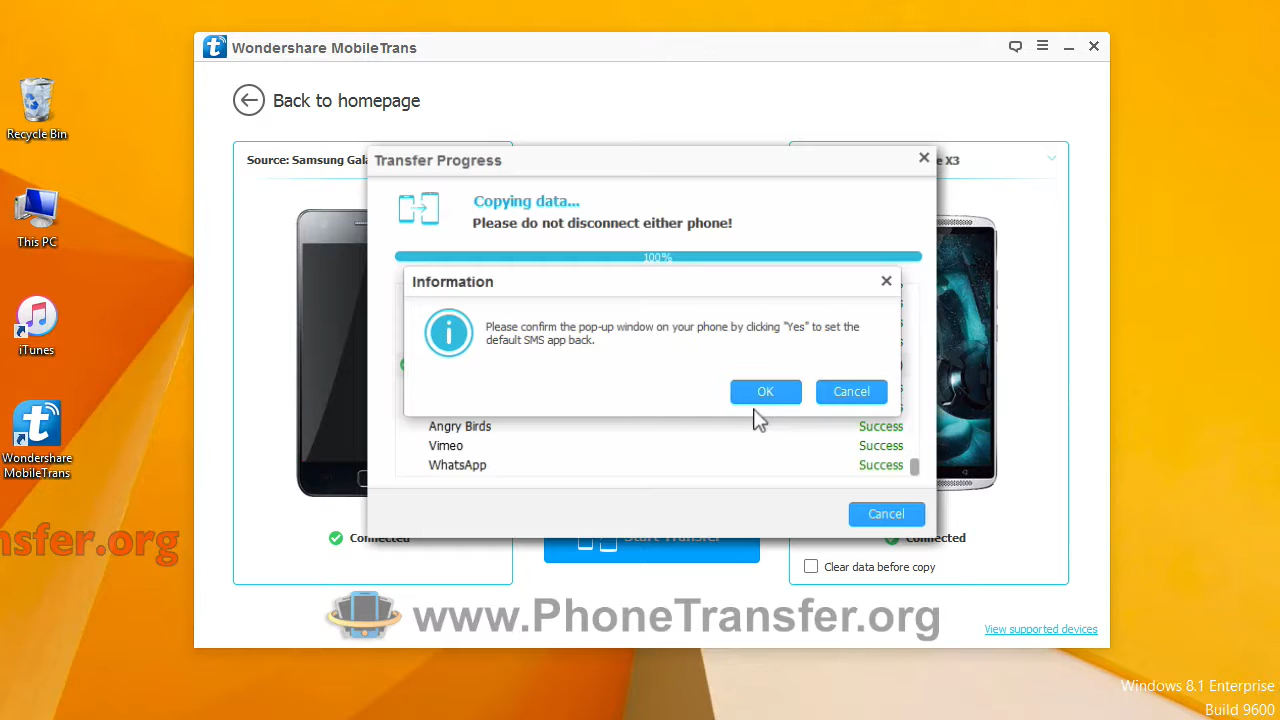 Wondershare MobileTrans
Back to homepage
Recycle Bin
This PC
iTunes
Wondershare
MobileTrans
Source: Samsung Gala
e X3
Transfer Progress
Copying data...
Please do not disconnect either phone!
100%
Information
Please confirm the pop-up window on your phone by clicking "Yes" to set the
default SMS app back.
OK
Cancel
Angry Birds Success
Vimeo Success
WhatsApp Success
Cancel
Connected
Start Transfer
Connected
Clear data before copy
nsfer.org
www.PhoneTransfer.org
View supported devices
Windows 8.1 Enterprise
Build 9600